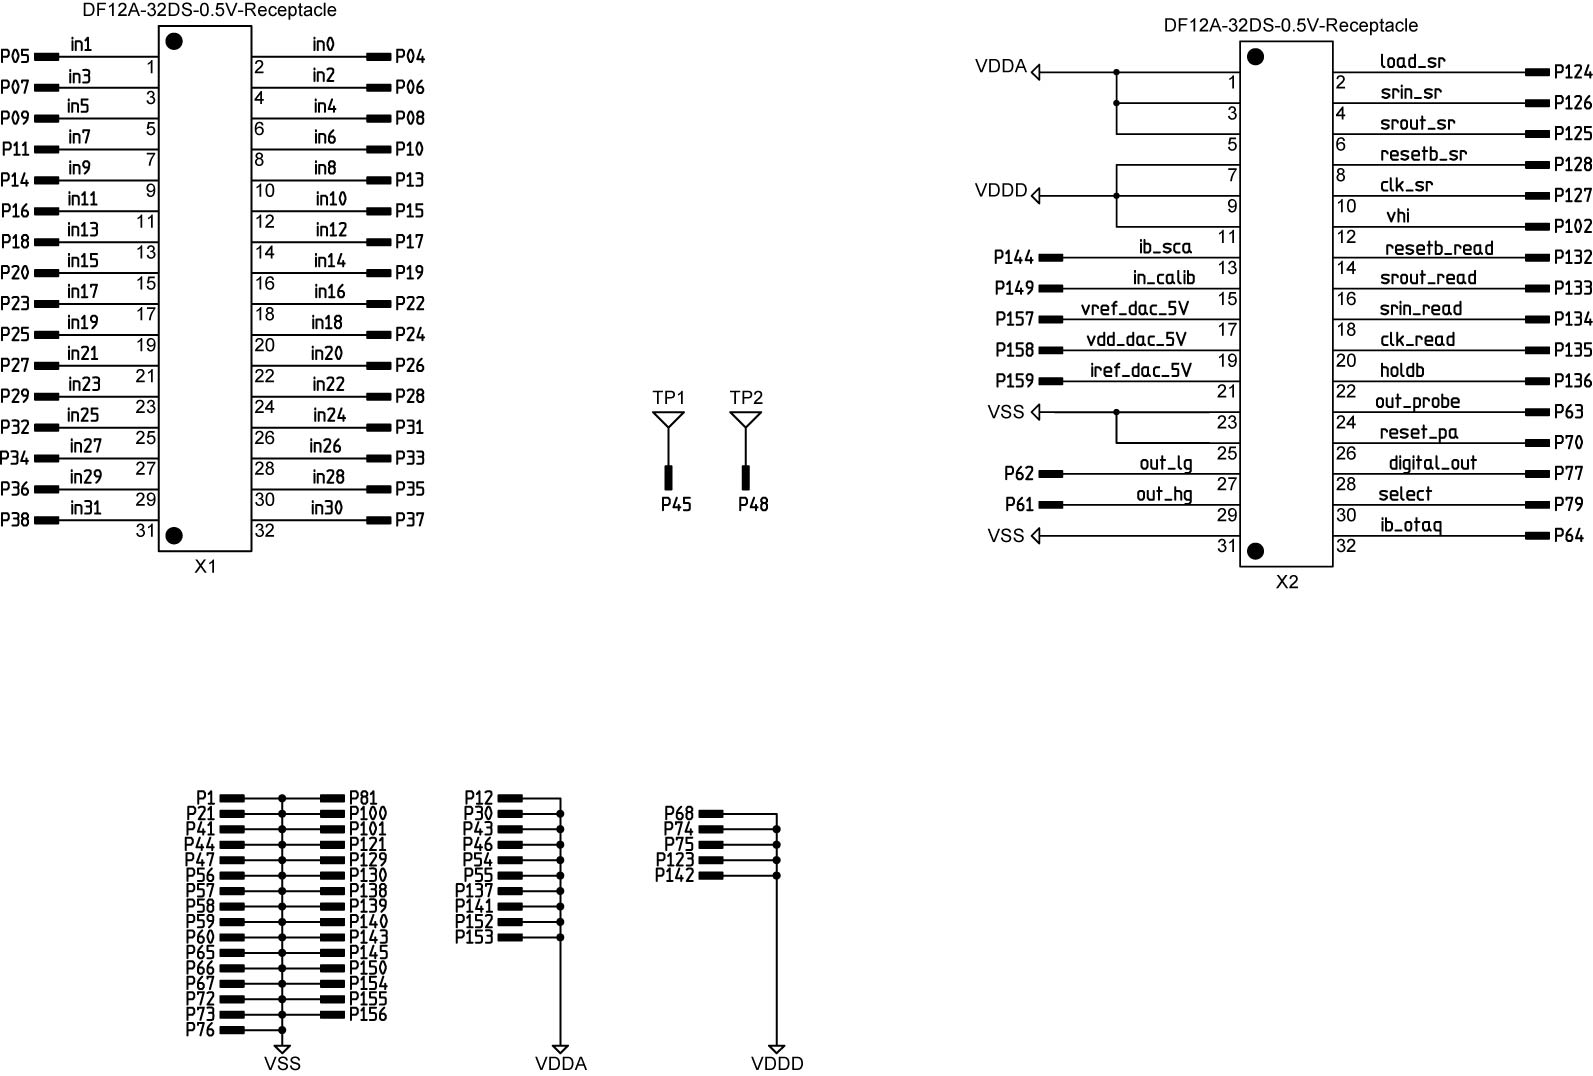 DF12A-32DS-0.5V-Receptacle
P05 in1 1 2 in0 P04
P07 in3 3 4 in2 P06
P09 in5 5 6 in4 P08
P11 in7 7 8 in6 P10
P14 in9 9 10 in8 P13
P16 in11 11 12 in10 P15
P18 in13 13 14 in12 P17
P20 in15 15 16 in14 P19
P23 in17 17 18 in16 P22
P25 in19 19 20 in18 P24
P27 in21 21 22 in20 P26
P29 in23 23 24 in22 P28
P32 in25 25 26 in24 P31
P34 in27 27 28 in26 P33
P36 in29 29 30 in28 P35
P38 in31 31 32 in30 P37
X1
TP1 TP2
P45 P48
DF12A-32DS-0.5V-Receptacle
VDDA 1 2 load_sr P124
3 4 srin_sr P126
5 6 srout_sr P125
7 8 resetb_sr P128
VDDD 9 10 clk_sr P127
11 12 vhi P102
P144 ib_sca 13 14 resetb_read P132
P149 in_calib 15 16 srout_read P133
P157 vref_dac_5V 17 18 srin_read P134
P158 vdd_dac_5V 19 20 clk_read P135
P159 iref_dac_5V 21 22 holdb P136
VSS 23 24 out_probe P63
25 26 reset_pa P70
P62 out_lg 27 28 digital_out P77
P61 out_hg 29 30 select P79
VSS 31 32 ib_otaq P64
X2
P1 P81
P21 P100
P41 P101
P44 P121
P47 P129
P56 P130
P57 P138
P58 P139
P59 P140
P60 P143
P65 P145
P66 P150
P67 P154
P72 P155
P73 P156
P76
VSS
P12
P30
P43
P46
P54
P55
P137
P141
P152
P153
VDDA
P68
P74
P75
P123
P142
VDDD